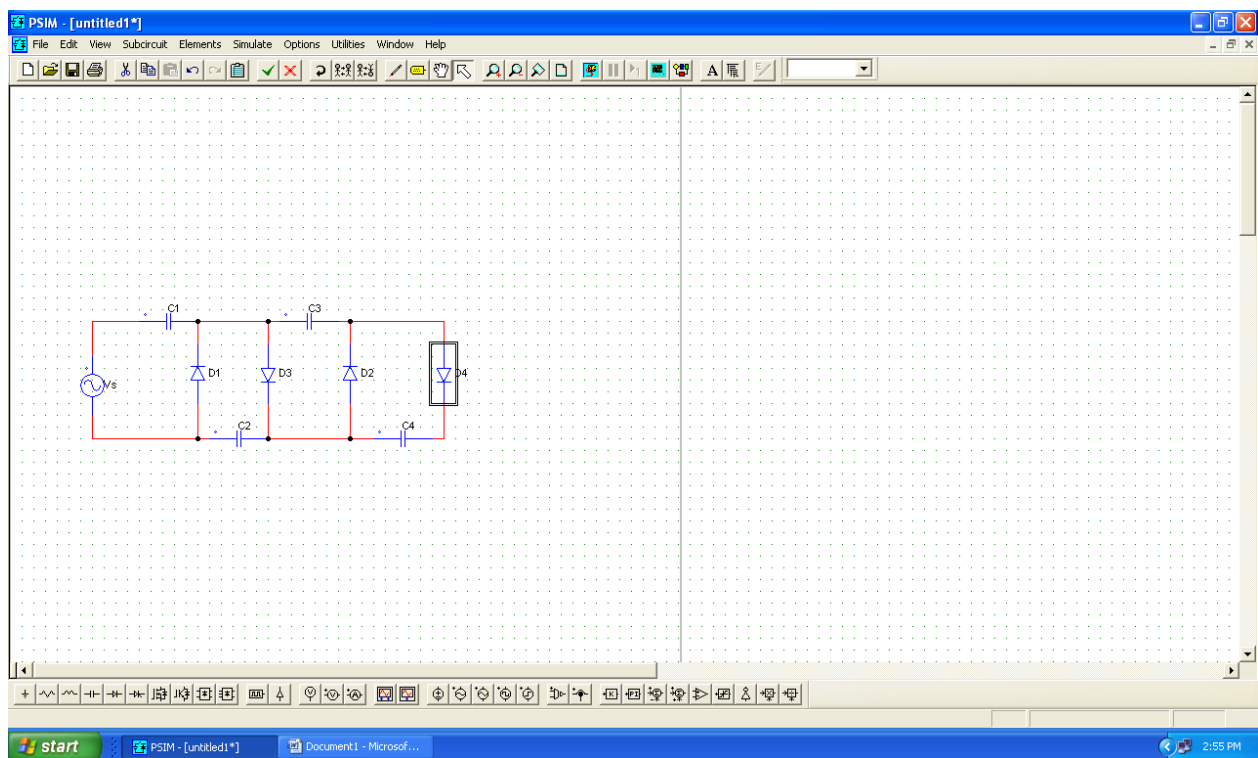 PSIM - [untitled1*]
File Edit View Subcircuit Elements Simulate Options Utilities Window Help
C1 C3
D1 D3 D2 D4
Vs
C2 C4
start PSIM - [untitled1*] Document1 - Microsof... 2:55 PM